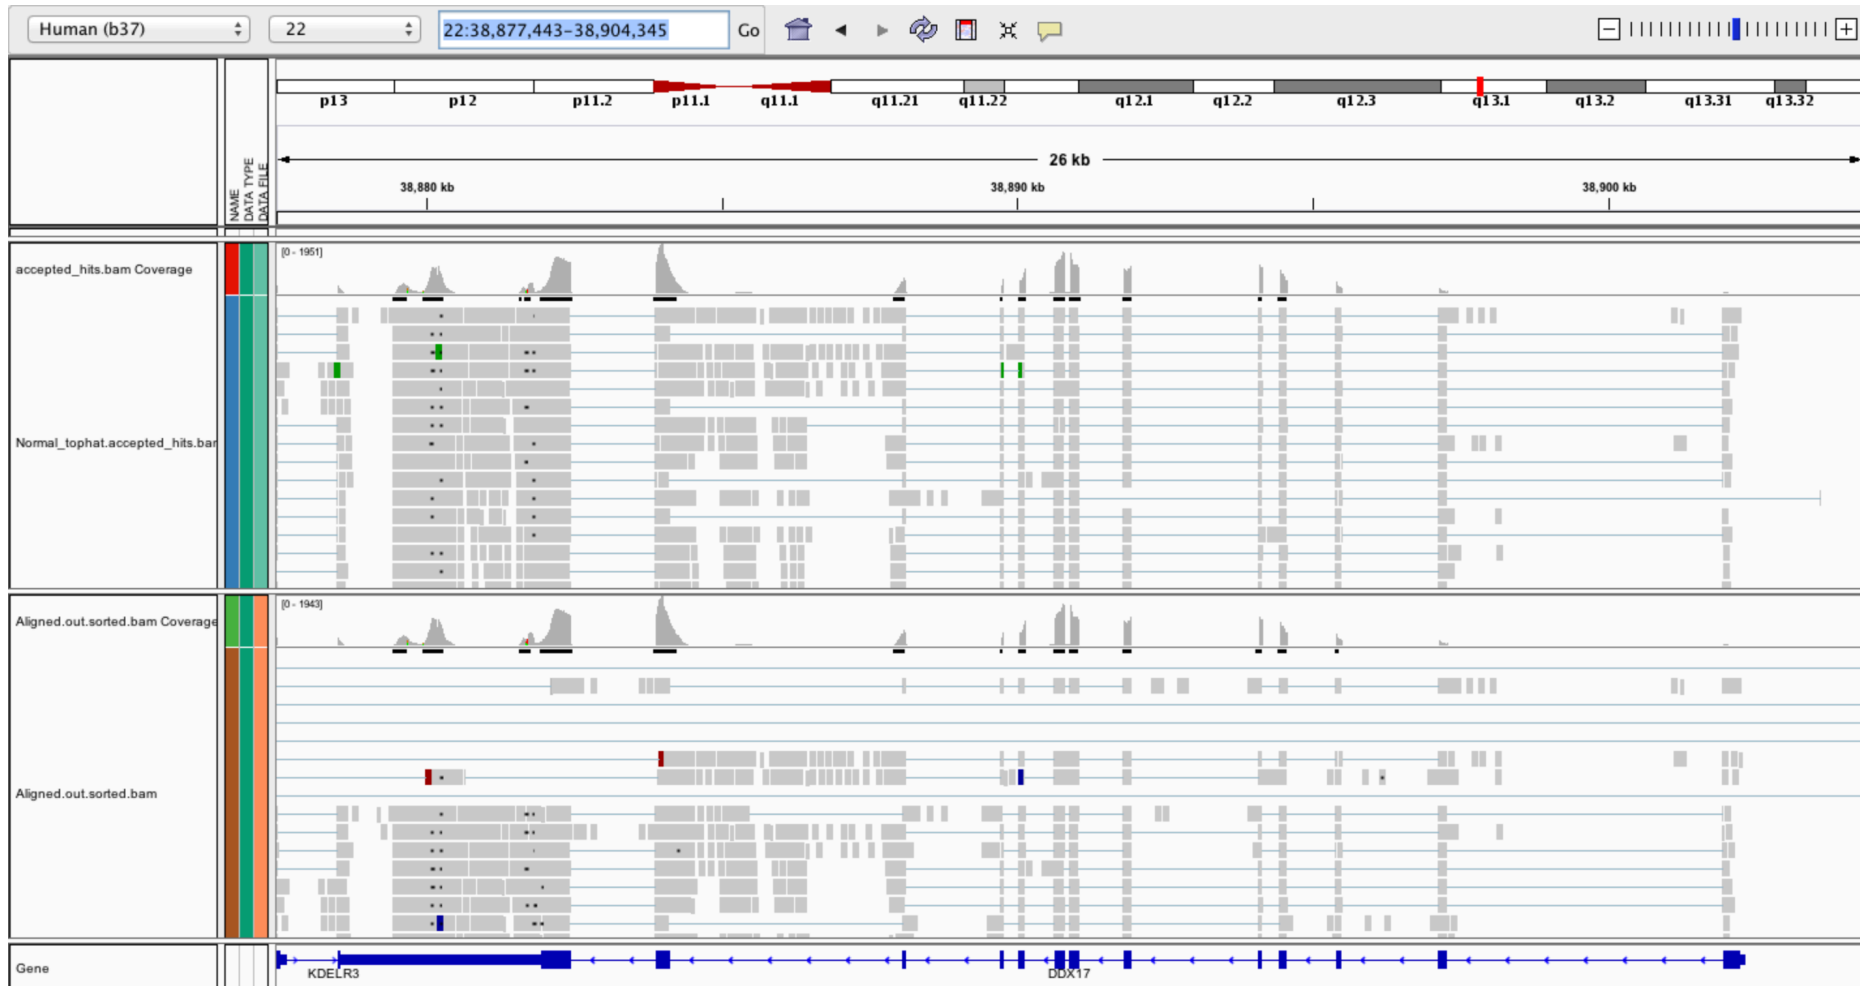 Human (b37) 22 22:38,877,443-38,904,345 Go
p13 p12 p11.2 p11.1 q11.1 q11.21 q11.22 q12.1 q12.2 q12.3 q13.1 q13.2 q13.31 q13.32
26 kb
NAME
DATA TYPE
DATA FILE
38,880 kb 38,890 kb 38,900 kb
[0 - 1951]
accepted_hits.bam Coverage
Normal_tophat.accepted_hits.bar
[0 - 1943]
Aligned.out.sorted.bam Coverage
Aligned.out.sorted.bam
Gene
KDELR3 DDX17